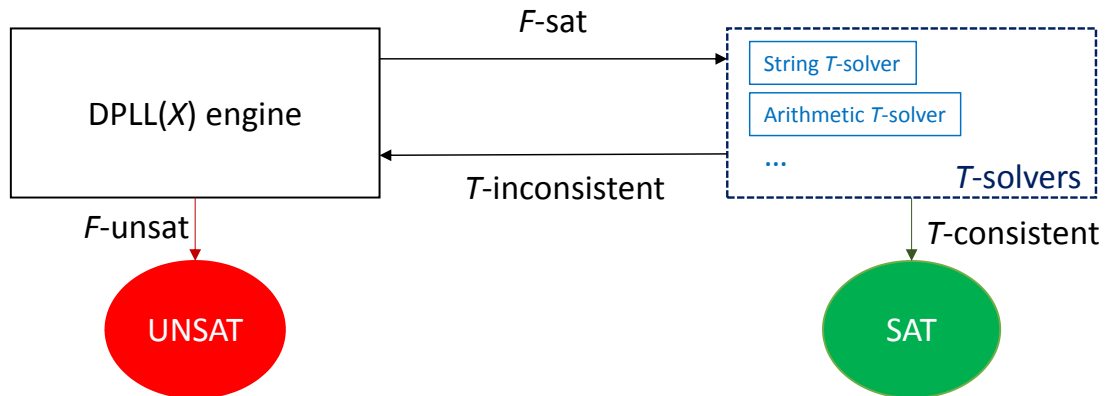 F-sat
DPLL(X) engine
String T-solver
Arithmetic T-solver
...
T-solvers
T-inconsistent
F-unsat
T-consistent
UNSAT
SAT